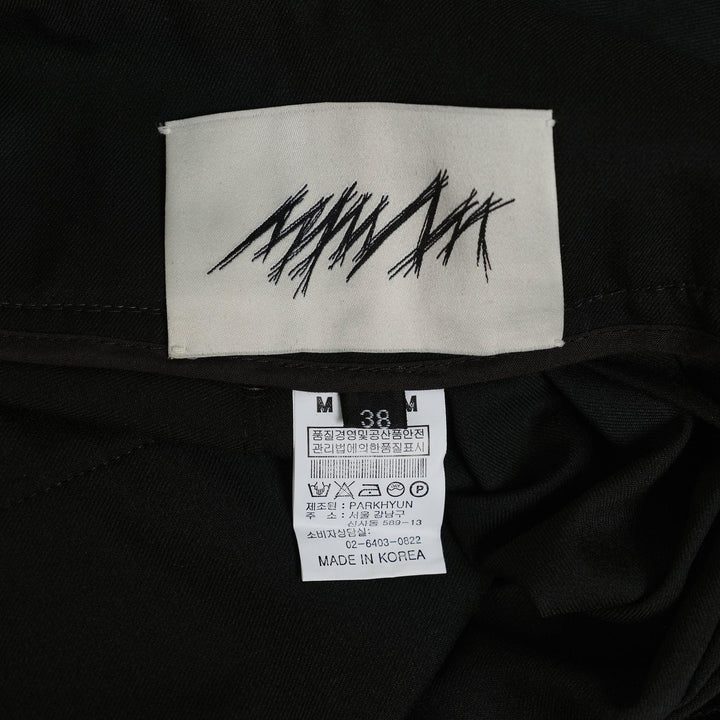 M 38 M
품질경영및공산품안전
관리법에의한품질표시
제조원 : PARKHYUN
주 소 : 서울 강남구
신사동 589-13
소비자상담실:
02-6403-0822
MADE IN KOREA